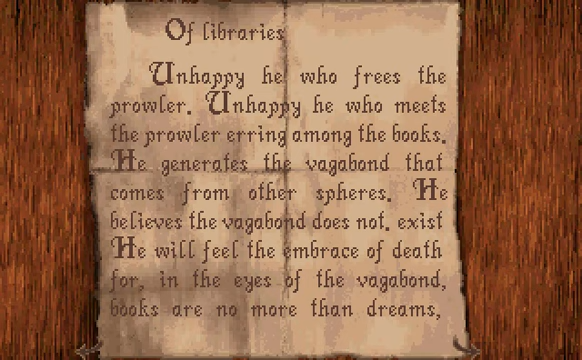 Of libraries
Unhappy he who frees the
prowler. Unhappy he who meets
the prowler erring among the books.
He generates the vagabond that
comes from other spheres. He
believes the vagabond does not. exist
He will feel the embrace of death
for, in the eyes of the vagabond,
books are no more than dreams,